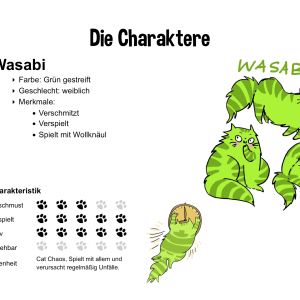 Die Charaktere
Wasabi
Farbe: Grün gestreift
Geschlecht: weiblich
Merkmale:
Verschmitzt
Verspielt
Spielt mit Wollknäul
WASAB
arakteristik
schmust
spielt
v
ehbar
enheit
Cat Chaos, Spielt mit allem und
verursacht regelmäßig Unfälle.